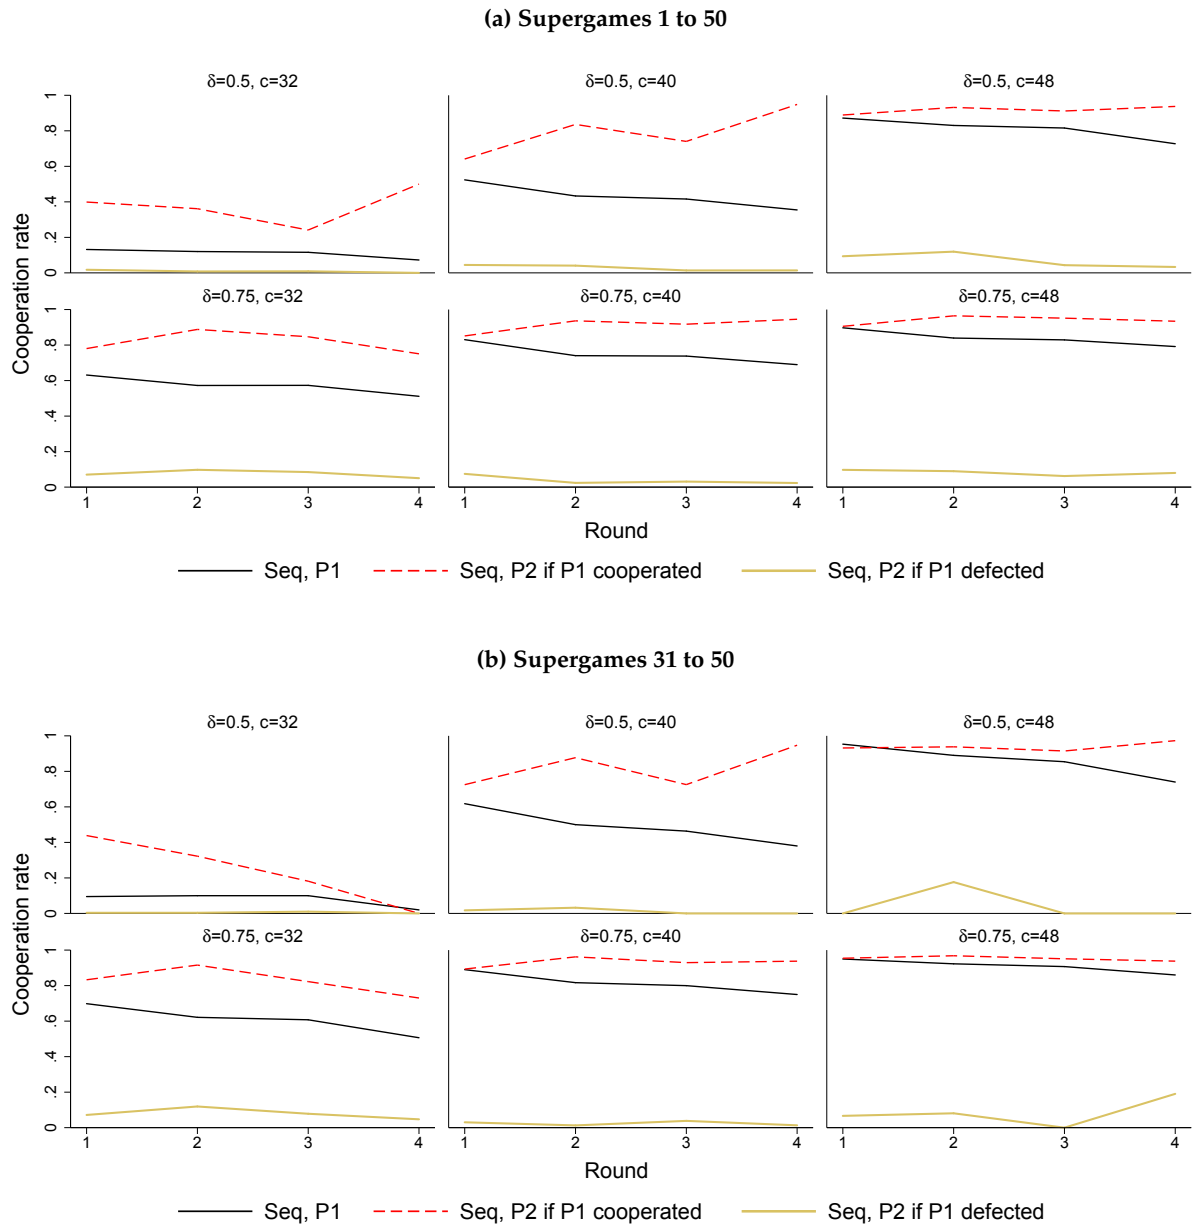 (a) Supergames 1 to 50
δ=0.5, c=32 δ=0.5, c=40 δ=0.5, c=48
0 .2 .4 .6 .8 1
δ=0.75, c=32 δ=0.75, c=40 δ=0.75, c=48
0 .2 .4 .6 .8 1
Cooperation rate
1 2 3 4 1 2 3 4 1 2 3 4
Round
Seq, P1 Seq, P2 if P1 cooperated Seq, P2 if P1 defected
(b) Supergames 31 to 50
δ=0.5, c=32 δ=0.5, c=40 δ=0.5, c=48
0 .2 .4 .6 .8 1
δ=0.75, c=32 δ=0.75, c=40 δ=0.75, c=48
0 .2 .4 .6 .8 1
Cooperation rate
1 2 3 4 1 2 3 4 1 2 3 4
Round
Seq, P1 Seq, P2 if P1 cooperated Seq, P2 if P1 defected